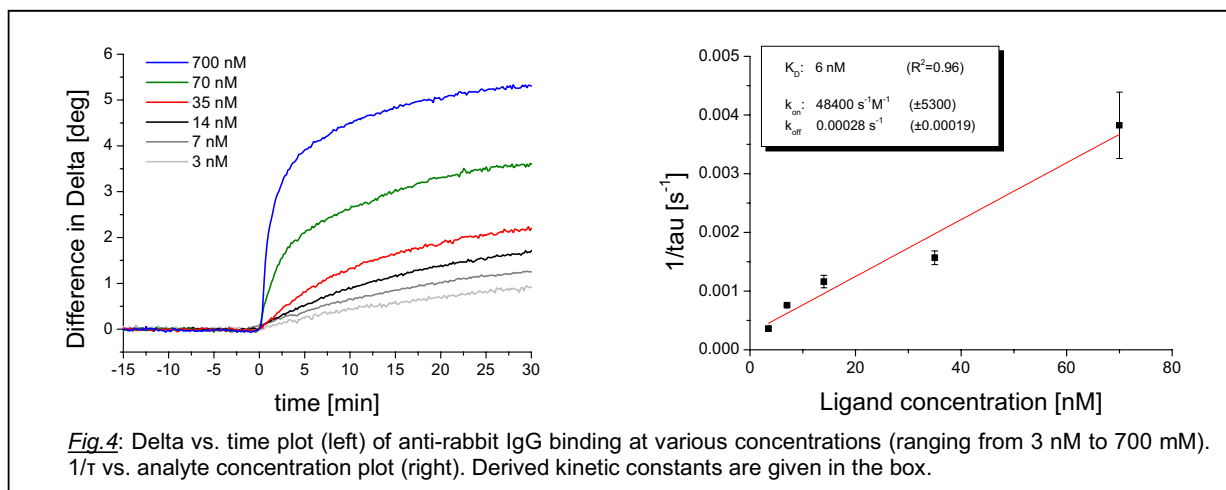 700 nM
70 nM
35 nM
14 nM
7 nM
3 nM
Difference in Delta [deg]
6
5
4
3
2
1
0
-15 -10 -5 0 5 10 15 20 25 30
time [min]
K_D: 6 nM (R²=0.96)
k_on: 48400 s⁻¹M⁻¹ (±5300)
k_off 0.00028 s⁻¹ (±0.00019)
1/tau [s⁻¹]
0.005
0.004
0.003
0.002
0.001
0.000
0 20 40 60 80
Ligand concentration [nM]
Fig.4: Delta vs. time plot (left) of anti-rabbit IgG binding at various concentrations (ranging from 3 nM to 700 mM).
1/τ vs. analyte concentration plot (right). Derived kinetic constants are given in the box.